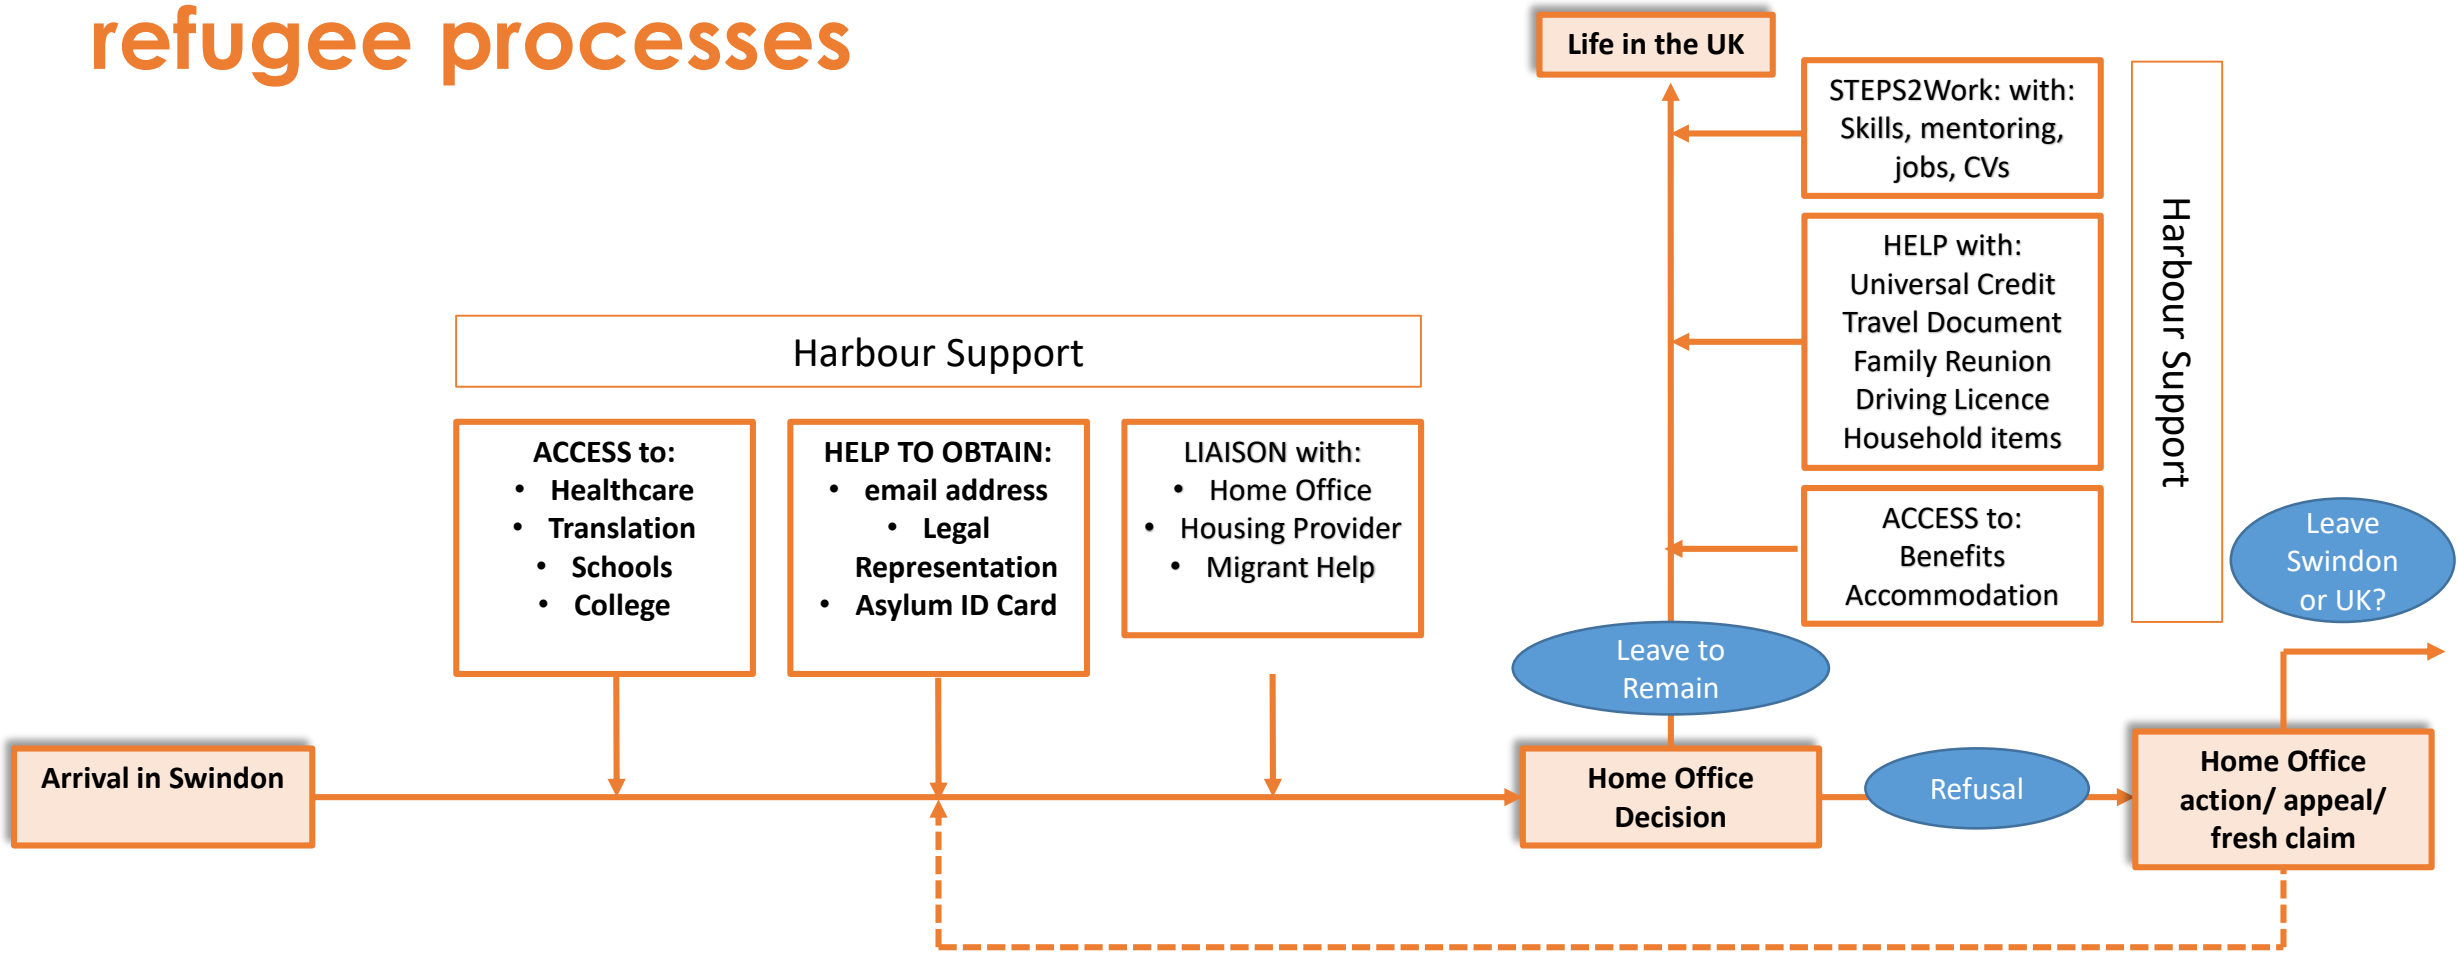 refugee processes
Life in the UK
STEPS2Work: with:
Skills, mentoring,
jobs, CVs
HELP with:
Universal Credit
Travel Document
Family Reunion
Driving Licence
Household items
ACCESS to:
Benefits
Accommodation
Harbour Support
Harbour Support
ACCESS to:
• Healthcare
• Translation
• Schools
• College
HELP TO OBTAIN:
• email address
• Legal
Representation
• Asylum ID Card
LIAISON with:
• Home Office
• Housing Provider
• Migrant Help
Leave
Swindon
or UK?
Leave to
Remain
Arrival in Swindon
Home Office
Decision
Refusal
Home Office
action/ appeal/
fresh claim